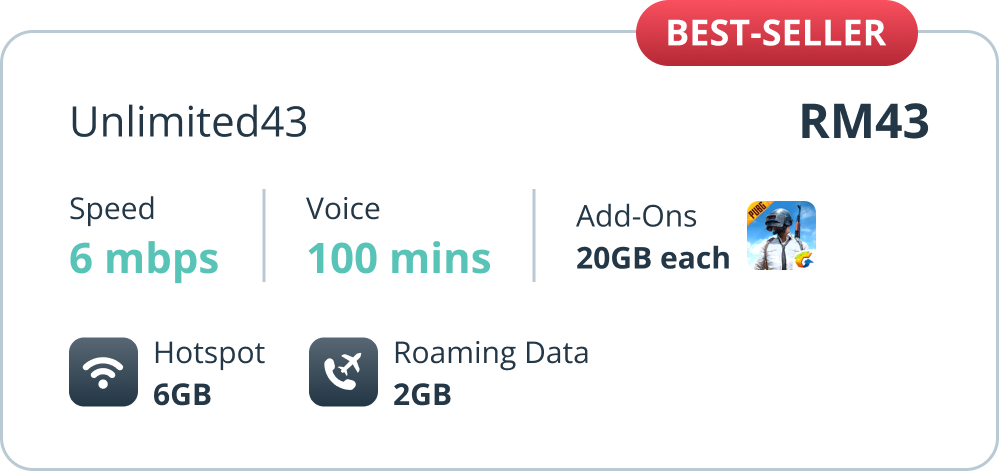 BEST-SELLER
Unlimited43
RM43
Speed
6 mbps
Voice
100 mins
Add-Ons
20GB each
PUBG
Hotspot
6GB
Roaming Data
2GB